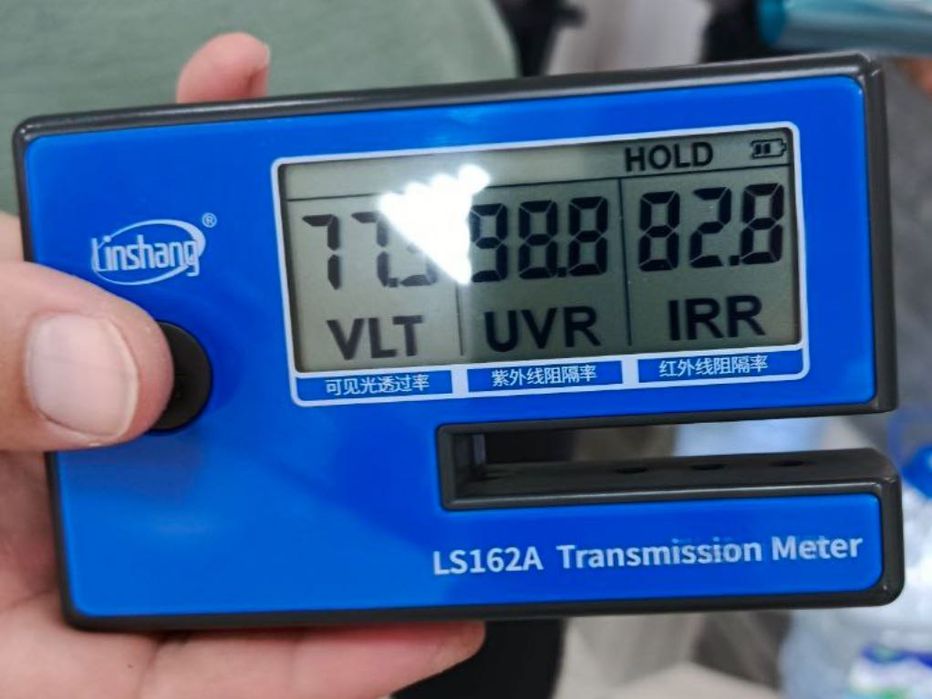 HOLD
Linshang®
98.8 82.8
VLT UVR IRR
可见光透过率 紫外线阻隔率 红外线阻隔率
LS162A Transmission Meter